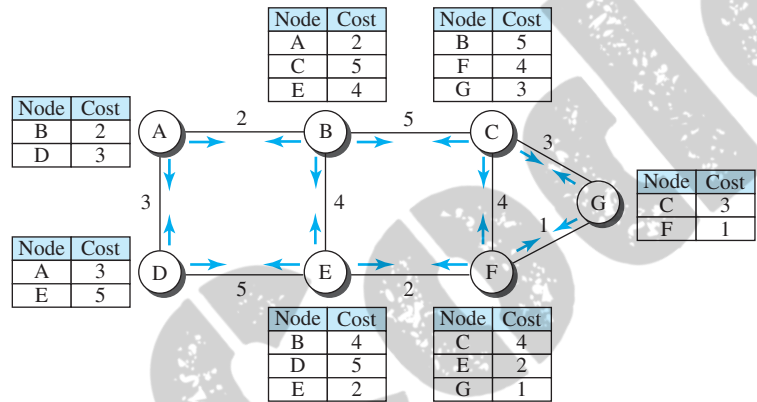 Node Cost
A 2
C 5
E 4
Node Cost
B 5
F 4
G 3
Node Cost
B 2
D 3
A 2 B 5 C
3
3 4 4 1 G
Node Cost
C 3
F 1
Node Cost
A 3
E 5
D 5 E 2 F
Node Cost
B 4
D 5
E 2
Node Cost
C 4
E 2
G 1